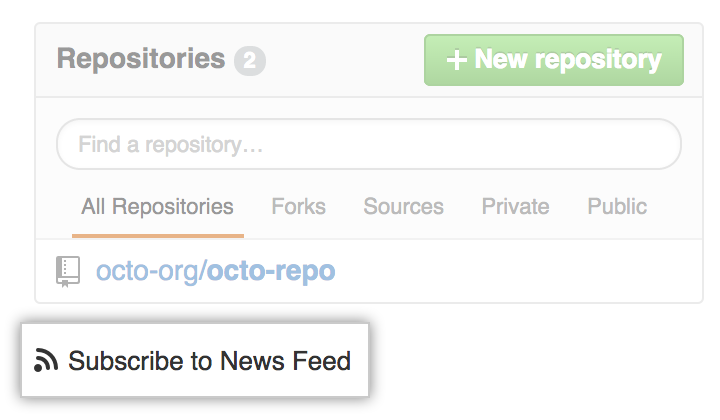 Repositories 2
+ New repository
Find a repository...
All Repositories Forks Sources Private Public
octo-org/octo-repo
Subscribe to News Feed